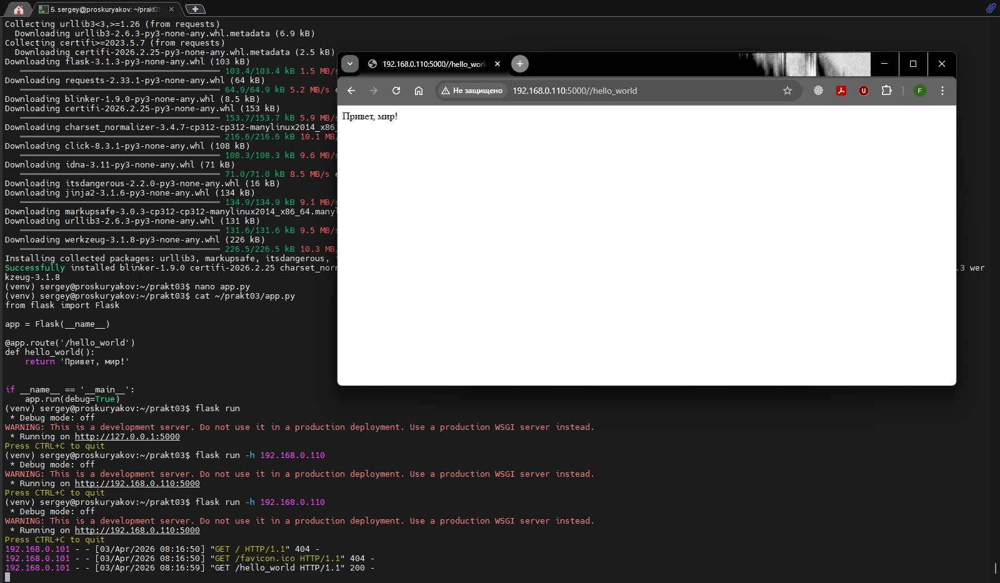 5. sergey@proskuryakov: ~/prakt03
Collecting urllib3<3,>=1.26 (from requests)
  Downloading urllib3-2.6.3-py3-none-any.whl.metadata (6.9 kB)
Collecting certifi>=2023.5.7 (from requests)
  Downloading certifi-2026.2.25-py3-none-any.whl.metadata (2.5 kB)
Downloading flask-3.1.3-py3-none-any.whl (103 kB)
103.4/103.4 kB 1.5 MB/s
Downloading requests-2.33.1-py3-none-any.whl (64 kB)
64.9/64.9 kB 5.2 MB/s e
Downloading blinker-1.9.0-py3-none-any.whl (8.5 kB)
Downloading certifi-2026.2.25-py3-none-any.whl (153 kB)
153.7/153.7 kB 5.9 MB/s
Downloading charset_normalizer-3.4.7-cp312-cp312-manylinux2014_x86_
216.6/216.6 kB 10.1 MB/
Downloading click-8.3.1-py3-none-any.whl (108 kB)
108.3/108.3 kB 9.6 MB/s
Downloading idna-3.11-py3-none-any.whl (71 kB)
71.0/71.0 kB 8.5 MB/s e
Downloading itsdangerous-2.2.0-py3-none-any.whl (16 kB)
Downloading jinja2-3.1.6-py3-none-any.whl (134 kB)
134.9/134.9 kB 9.1 MB/s
Downloading markupsafe-3.0.3-cp312-cp312-manylinux2014_x86_64.many
Downloading urllib3-2.6.3-py3-none-any.whl (131 kB)
131.6/131.6 kB 9.5 MB/s
Downloading werkzeug-3.1.8-py3-none-any.whl (226 kB)
226.5/226.5 kB 10.3 MB/
Installing collected packages: urllib3, markupsafe, itsdangerous,
Successfully installed blinker-1.9.0 certifi-2026.2.25 charset_nor .3 wer
kzeug-3.1.8
(venv) sergey@proskuryakov:~/prakt03$ nano app.py
(venv) sergey@proskuryakov:~/prakt03$ cat ~/prakt03/app.py
from flask import Flask
app = Flask(__name__)
@app.route('/hello_world')
def hello_world():
    return 'Привет, мир!'
if __name__ == '__main__':
    app.run(debug=True)
(venv) sergey@proskuryakov:~/prakt03$ flask run
 * Debug mode: off
WARNING: This is a development server. Do not use it in a production deployment. Use a production WSGI server instead.
 * Running on http://127.0.0.1:5000
Press CTRL+C to quit
(venv) sergey@proskuryakov:~/prakt03$ flask run -h 192.168.0.110
 * Debug mode: off
WARNING: This is a development server. Do not use it in a production deployment. Use a production WSGI server instead.
 * Running on http://192.168.0.110:5000
Press CTRL+C to quit
(venv) sergey@proskuryakov:~/prakt03$ flask run -h 192.168.0.110
 * Debug mode: off
WARNING: This is a development server. Do not use it in a production deployment. Use a production WSGI server instead.
 * Running on http://192.168.0.110:5000
Press CTRL+C to quit
192.168.0.101 - - [03/Apr/2026 08:16:50] "GET / HTTP/1.1" 404 -
192.168.0.101 - - [03/Apr/2026 08:16:50] "GET /favicon.ico HTTP/1.1" 404 -
192.168.0.101 - - [03/Apr/2026 08:16:59] "GET /hello_world HTTP/1.1" 200 -
192.168.0.110:5000//hello_worl
Не защищено 192.168.0.110:5000//hello_world
F
Привет, мир!